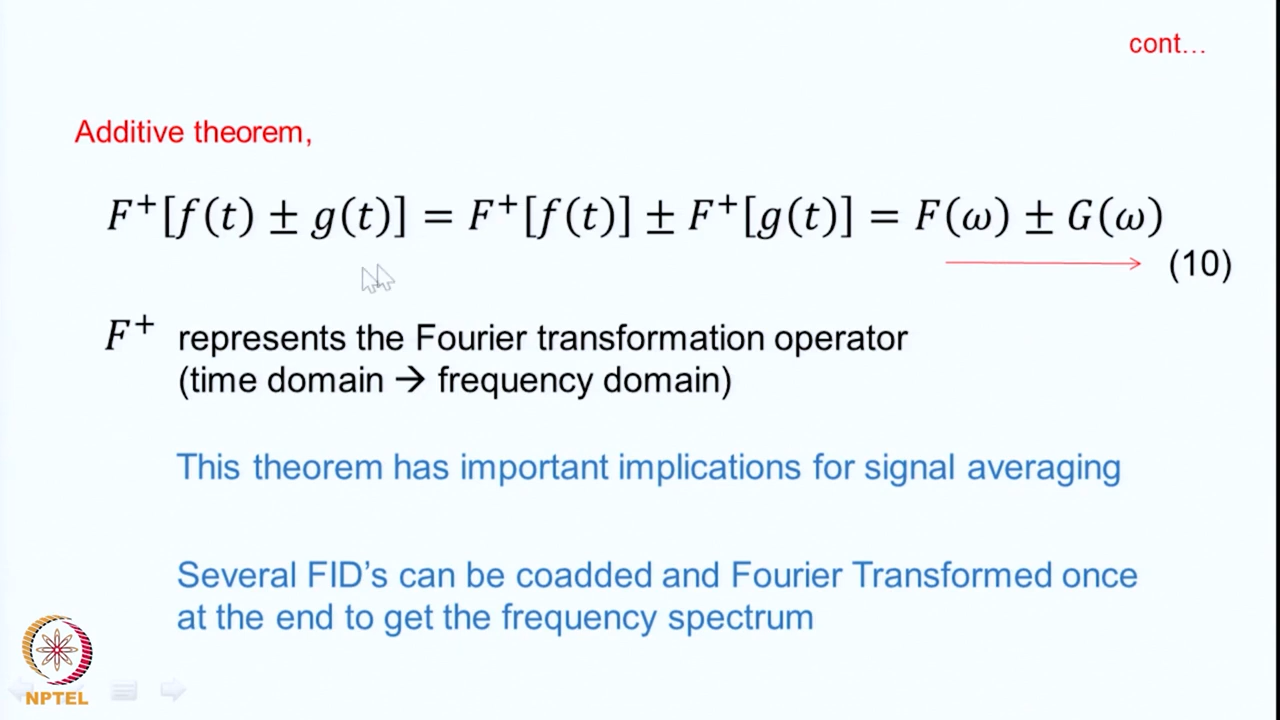 cont...
Additive theorem,
F⁺[f(t) ± g(t)] = F⁺[f(t)] ± F⁺[g(t)] = F(ω) ± G(ω)
(10)
F⁺ represents the Fourier transformation operator
(time domain → frequency domain)
This theorem has important implications for signal averaging
Several FID’s can be coadded and Fourier Transformed once
at the end to get the frequency spectrum
NPTEL